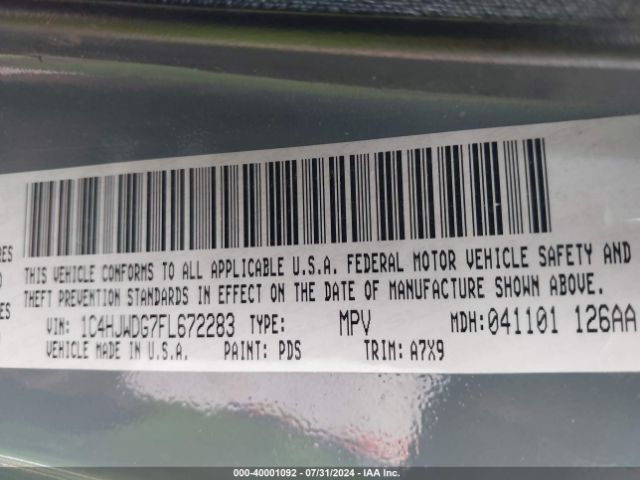 RES
THIS VEHICLE CONFORMS TO ALL APPLICABLE U.S.A. FEDERAL MOTOR VEHICLE SAFETY AND
THEFT PREVENTION STANDARDS IN EFFECT ON THE DATE OF MANUFACTURE SHOWN ABOVE.
ES
VIN: 1C4HJWDG7FL672283 TYPE: MPV MDH: 041101 126AA
VEHICLE MADE IN U.S.A. PAINT: PDS TRIM: A7X9
000-40001092 - 07/31/2024 - IAA Inc.